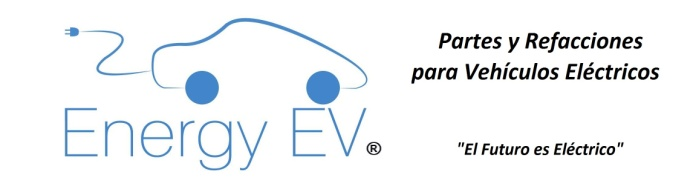 Energy EV®
Partes y Refacciones
para Vehículos Eléctricos
"El Futuro es Eléctrico"